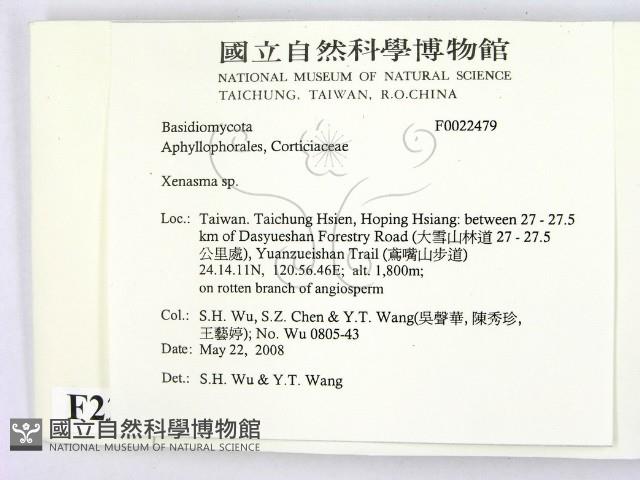 國立自然科學博物館
NATIONAL MUSEUM OF NATURAL SCIENCE
TAICHUNG, TAIWAN, R.O.CHINA
Basidiomycota F0022479
Aphyllophorales, Corticiaceae
Xenasma sp.
Loc.: Taiwan. Taichung Hsien, Hoping Hsiang: between 27 - 27.5
km of Dasyueshan Forestry Road (大雪山林道 27 - 27.5
公里處), Yuanzueishan Trail (鳶嘴山步道)
24.14.11N, 120.56.46E; alt. 1,800m;
on rotten branch of angiosperm
Col.: S.H. Wu, S.Z. Chen & Y.T. Wang(吳聲華, 陳秀珍,
王藝婷); No. Wu 0805-43
Date: May 22, 2008
Det.: S.H. Wu & Y.T. Wang
國立自然科學博物館
NATIONAL MUSEUM OF NATURAL SCIENCE